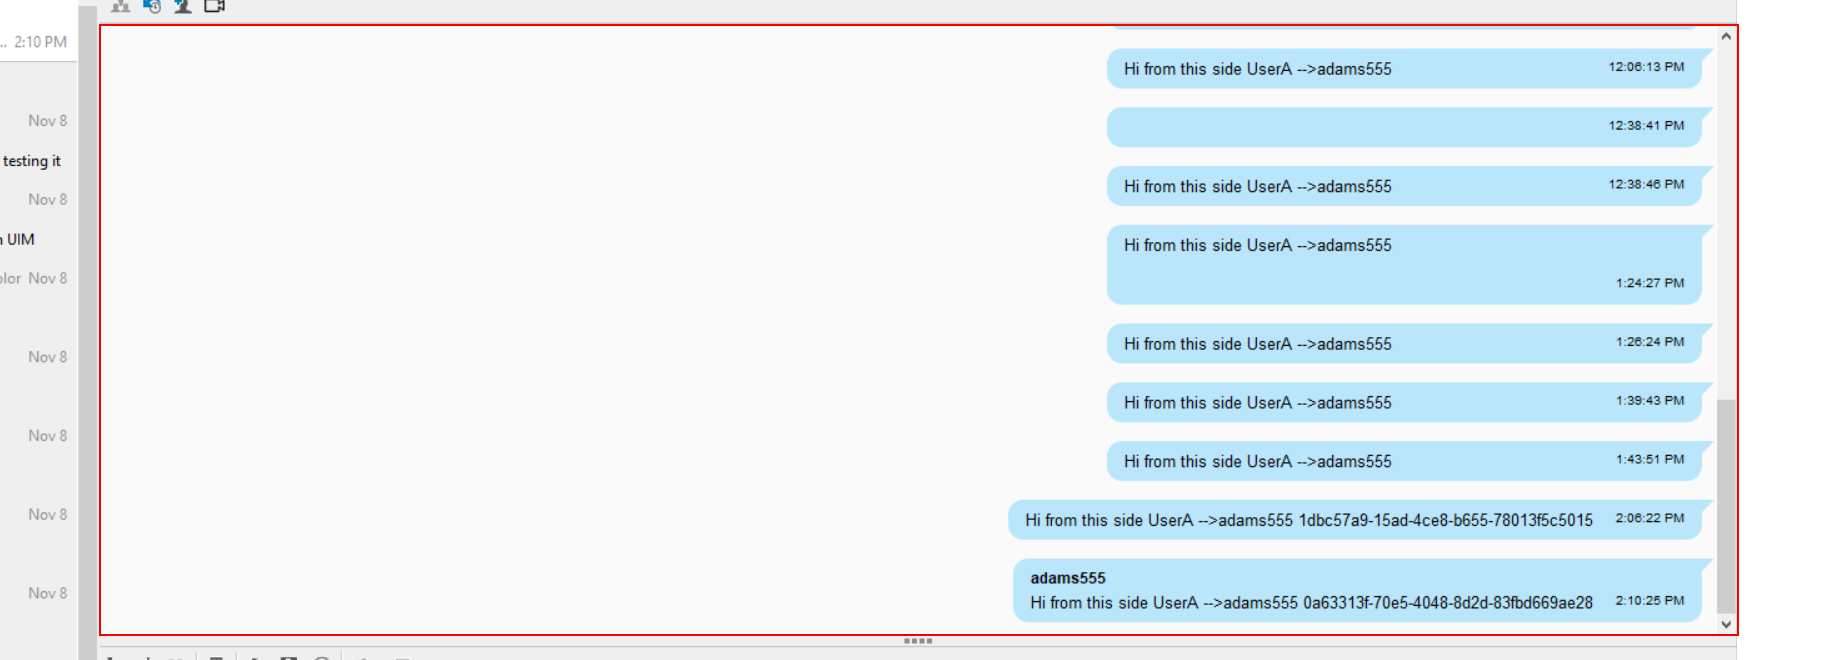 .. 2:10 PM
Nov 8
testing it
Nov 8
UIM
Nov 8
Nov 8
Nov 8
Nov 8
Nov 8
Hi from this side UserA -->adams555 12:06:13 PM
12:38:41 PM
Hi from this side UserA -->adams555 12:38:46 PM
Hi from this side UserA -->adams555
1:24:27 PM
Hi from this side UserA -->adams555 1:26:24 PM
Hi from this side UserA -->adams555 1:39:43 PM
Hi from this side UserA -->adams555 1:43:51 PM
Hi from this side UserA -->adams555 1dbc57a9-15ad-4ce8-b655-78013f5c5015 2:06:22 PM
adams555
Hi from this side UserA -->adams555 0a63313f-70e5-4048-8d2d-83fbd669ae28 2:10:25 PM